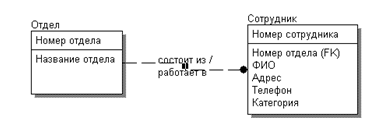 Отдел
Номер отдела
Название отдела
состоит из /
работает в
Сотрудник
Номер сотрудника
Номер отдела (FK)
ФИО
Адрес
Телефон
Категория